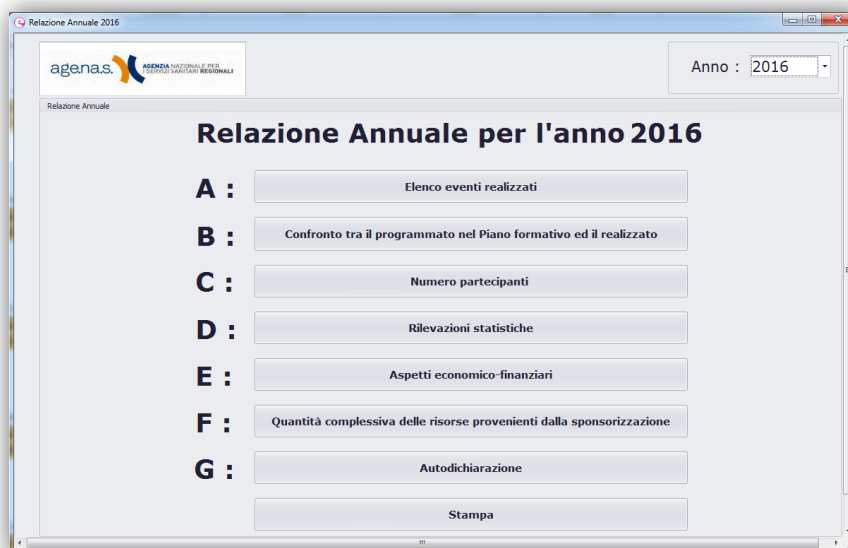 Relazione Annuale 2016
age.na.s. AGENZIA NAZIONALE PER
I SERVIZI SANITARI REGIONALI
Anno : 2016
Relazione Annuale
Relazione Annuale per l'anno 2016
A : Elenco eventi realizzati
B : Confronto tra il programmato nel Piano formativo ed il realizzato
C : Numero partecipanti
D : Rilevazioni statistiche
E : Aspetti economico-finanziari
F : Quantità complessiva delle risorse provenienti dalla sponsorizzazione
G : Autodichiarazione
Stampa